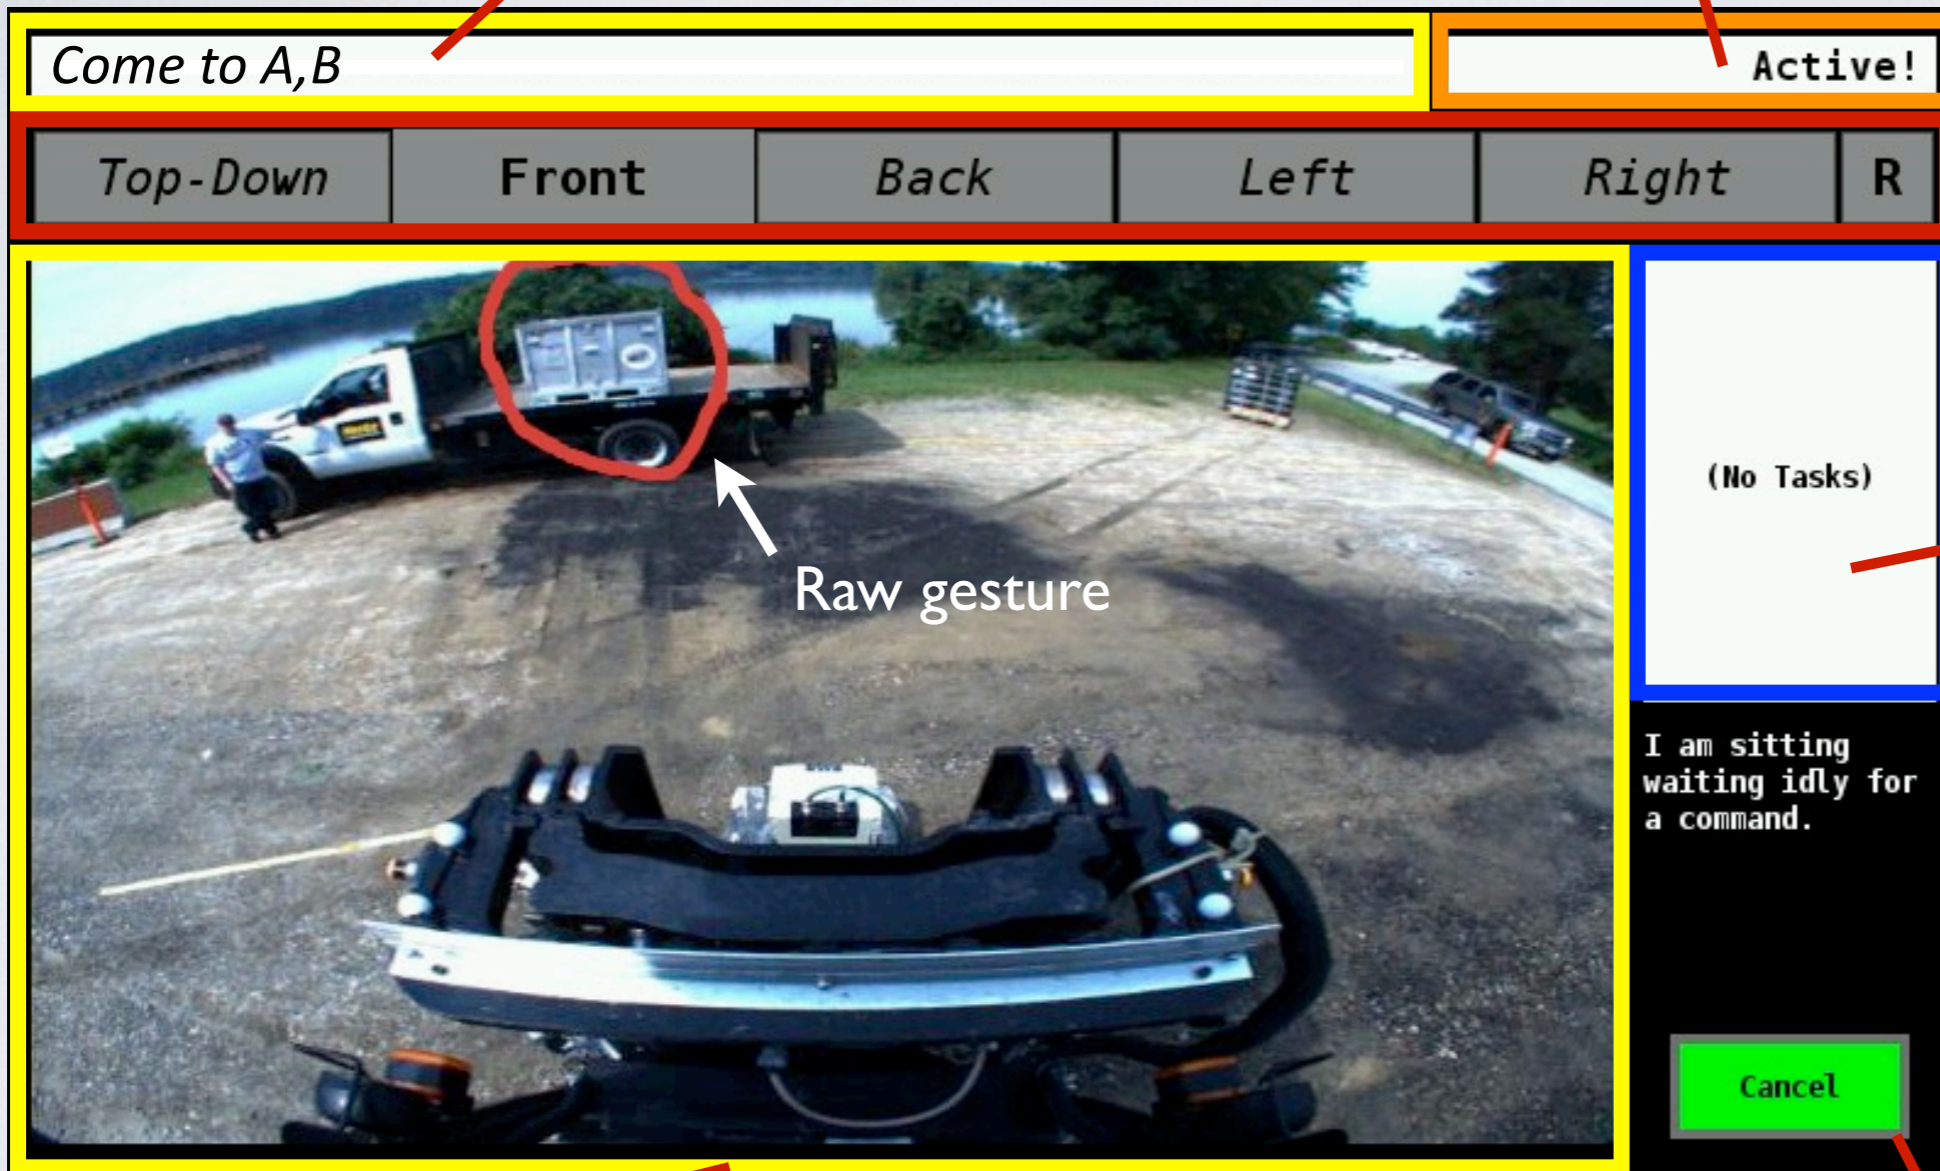 Come to A,B
Active!
Top-Down
Front
Back
Left
Right
R
(No Tasks)
Raw gesture
I am sitting
waiting idly for
a command.
Cancel